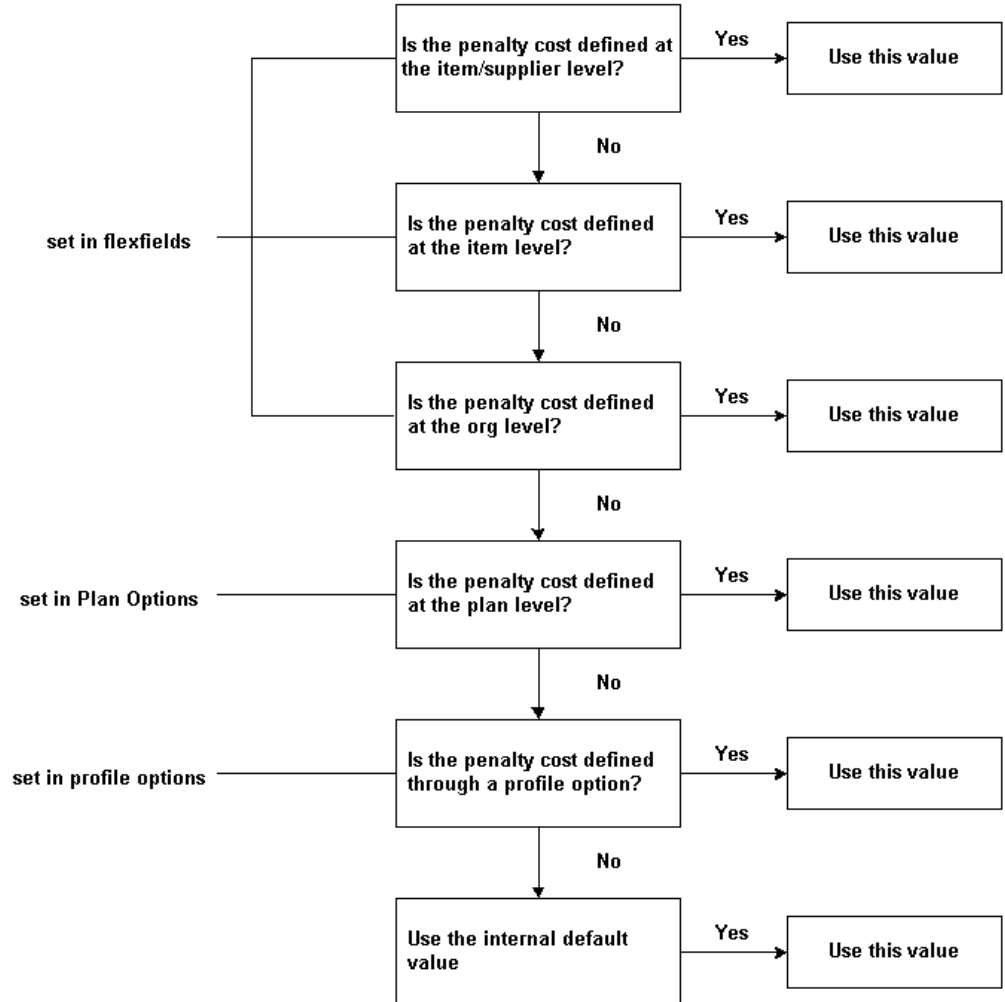 Is the penalty cost defined at
the item/supplier level?
Yes
Use this value
No
set in flexfields
Is the penalty cost defined
at the item level?
Yes
Use this value
No
Is the penalty cost defined
at the org level?
Yes
Use this value
No
set in Plan Options
Is the penalty cost defined
at the plan level?
Yes
Use this value
No
set in profile options
Is the penalty cost defined
through a profile option?
Yes
Use this value
No
Use the internal default
value
Yes
Use this value